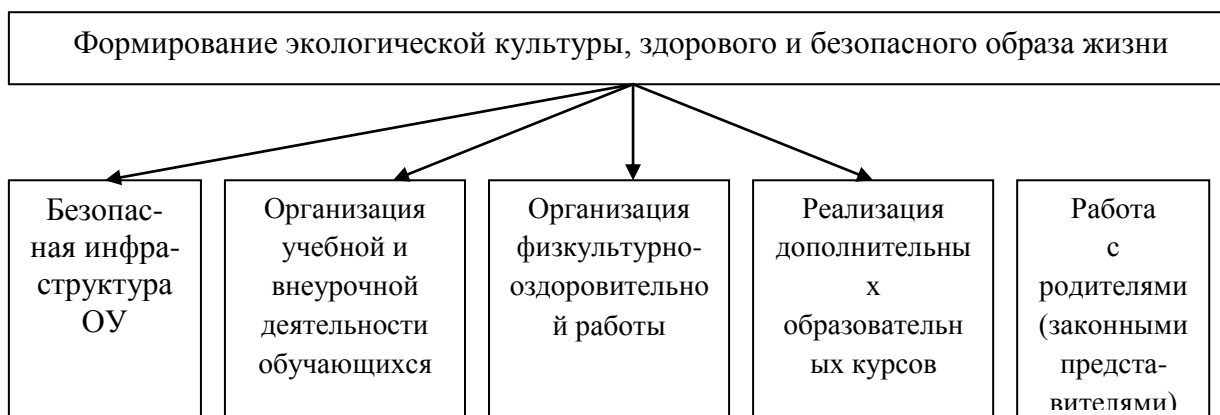 Формирование экологической культуры, здорового и безопасного образа жизни
Безопас-
ная инфра-
структура
ОУ
Организация
учебной и
внеурочной
деятельности
обучающихся
Организация
физкультурно-
оздоровительно
й работы
Реализация
дополнительны
х
образовательн
ых курсов
Работа
с
родителями
(законными
предста-
вителями)